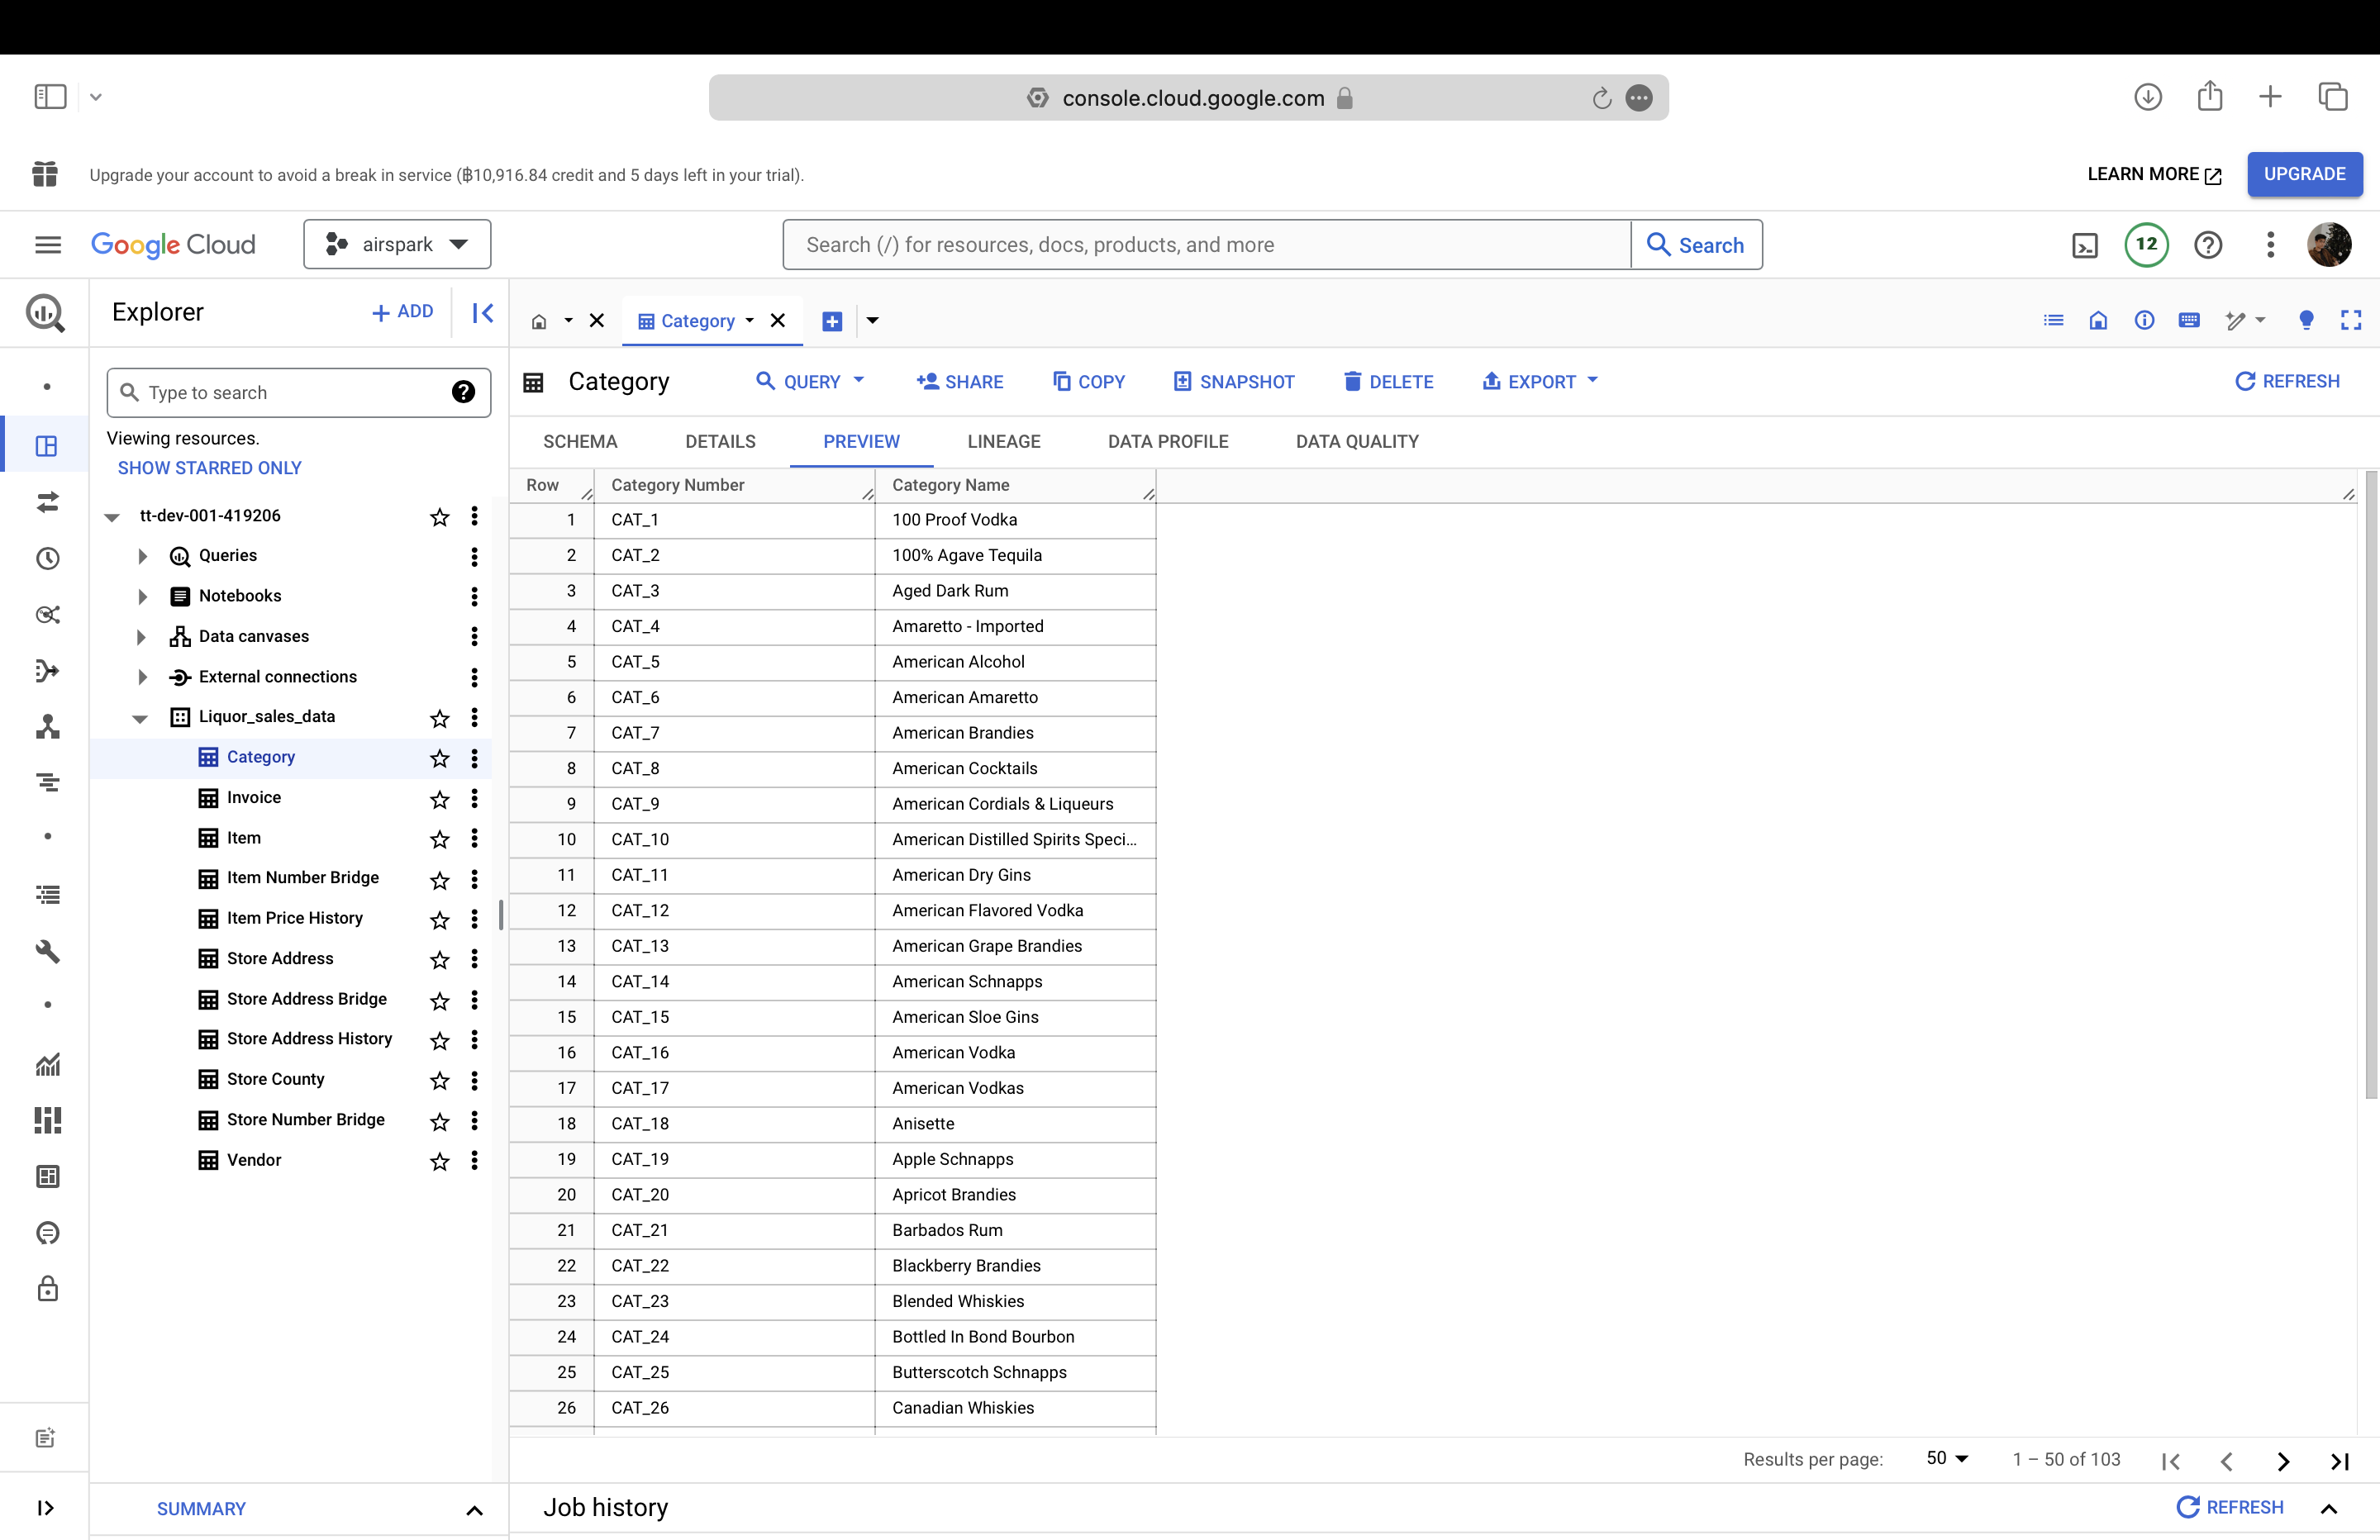 console.cloud.google.com
Upgrade your account to avoid a break in service (฿10,916.84 credit and 5 days left in your trial).
LEARN MORE
UPGRADE
Google Cloud
airspark
Search (/) for resources, docs, products, and more
Search
12
Explorer
+ ADD
Category
Type to search
Viewing resources.
SHOW STARRED ONLY
tt-dev-001-419206
Queries
Notebooks
Data canvases
External connections
Liquor_sales_data
Category
Invoice
Item
Item Number Bridge
Item Price History
Store Address
Store Address Bridge
Store Address History
Store County
Store Number Bridge
Vendor
SUMMARY
Category
QUERY
SHARE
COPY
SNAPSHOT
DELETE
EXPORT
REFRESH
SCHEMA DETAILS PREVIEW LINEAGE DATA PROFILE DATA QUALITY
Row Category Number Category Name
1 CAT_1 100 Proof Vodka
2 CAT_2 100% Agave Tequila
3 CAT_3 Aged Dark Rum
4 CAT_4 Amaretto - Imported
5 CAT_5 American Alcohol
6 CAT_6 American Amaretto
7 CAT_7 American Brandies
8 CAT_8 American Cocktails
9 CAT_9 American Cordials & Liqueurs
10 CAT_10 American Distilled Spirits Speci...
11 CAT_11 American Dry Gins
12 CAT_12 American Flavored Vodka
13 CAT_13 American Grape Brandies
14 CAT_14 American Schnapps
15 CAT_15 American Sloe Gins
16 CAT_16 American Vodka
17 CAT_17 American Vodkas
18 CAT_18 Anisette
19 CAT_19 Apple Schnapps
20 CAT_20 Apricot Brandies
21 CAT_21 Barbados Rum
22 CAT_22 Blackberry Brandies
23 CAT_23 Blended Whiskies
24 CAT_24 Bottled In Bond Bourbon
25 CAT_25 Butterscotch Schnapps
26 CAT_26 Canadian Whiskies
Results per page: 50 1 – 50 of 103
Job history
REFRESH